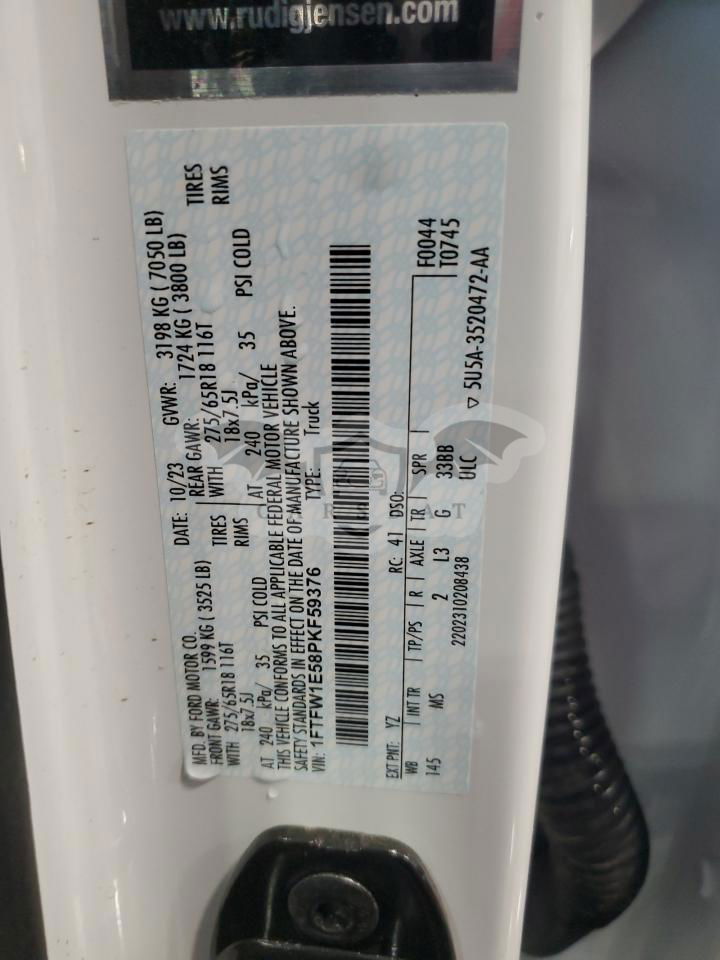 www.rudigjensen.com
MFD. BY FORD MOTOR CO. DATE: 10/23 GVWR: 3198 KG ( 7050 LB)
FRONT GAWR: 1599 KG ( 3525 LB) REAR GAWR: 1724 KG ( 3800 LB)
WITH 275/65R18 116T TIRES WITH 275/65R18 116T TIRES
18x7.5J RIMS 18x7.5J RIMS
AT 240 kPa/ 35 PSI COLD AT 240 kPa/ 35 PSI COLD
THIS VEHICLE CONFORMS TO ALL APPLICABLE FEDERAL MOTOR VEHICLE
SAFETY STANDARDS IN EFFECT ON THE DATE OF MANUFACTURE SHOWN ABOVE.
VIN: 1FTFW1E58PKF59376 TYPE: Truck
EXT PNT: YZ RC: 41 DSO: F0044
WB INT TR TP/PS R AXLE TR SPR T0745
145 MS 2 L3 G 33BB
2202310208438 ULC ▽ 5U5A-3520472-AA